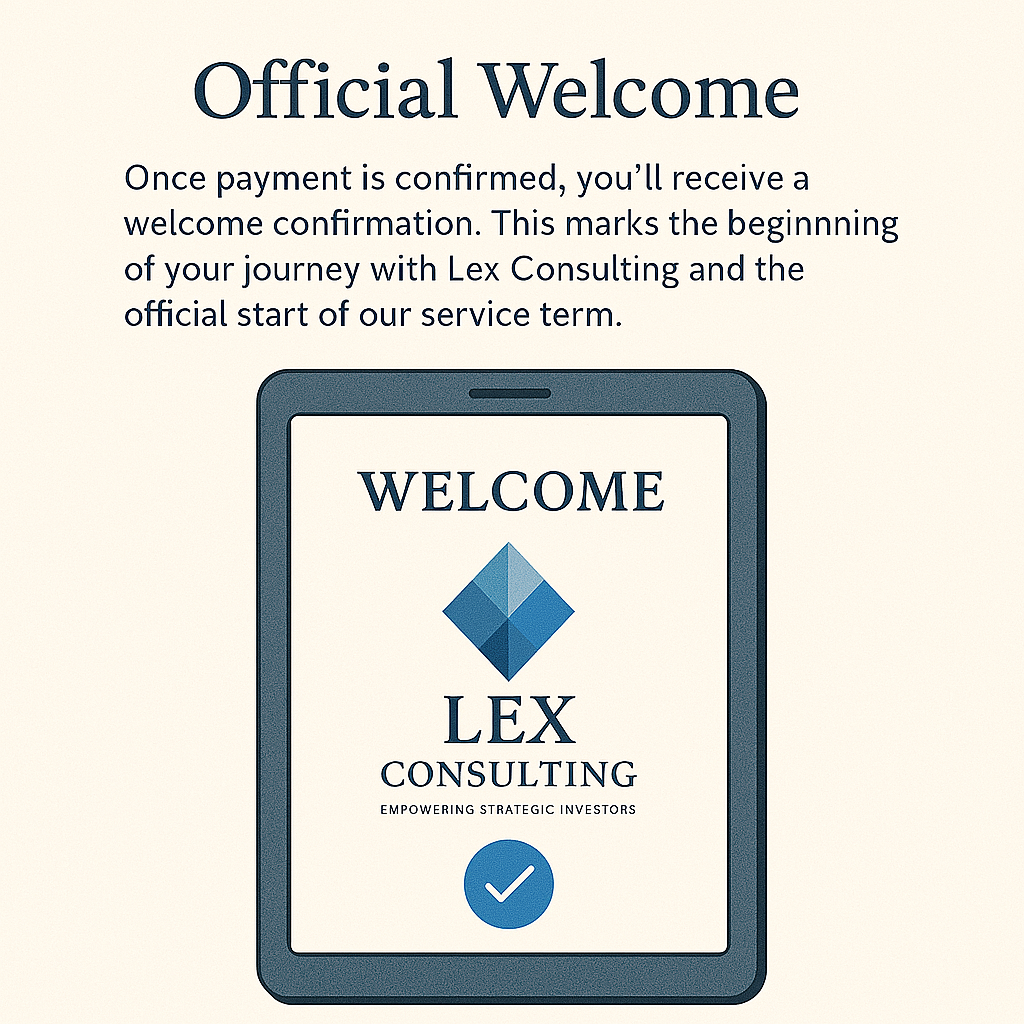 Official Welcome
Once payment is confirmed, you’ll receive a
welcome confirmation. This marks the beginnning
of your journey with Lex Consulting and the
official start of our service term.
WELCOME
LEX
CONSULTING
EMPOWERING STRATEGIC INVESTORS